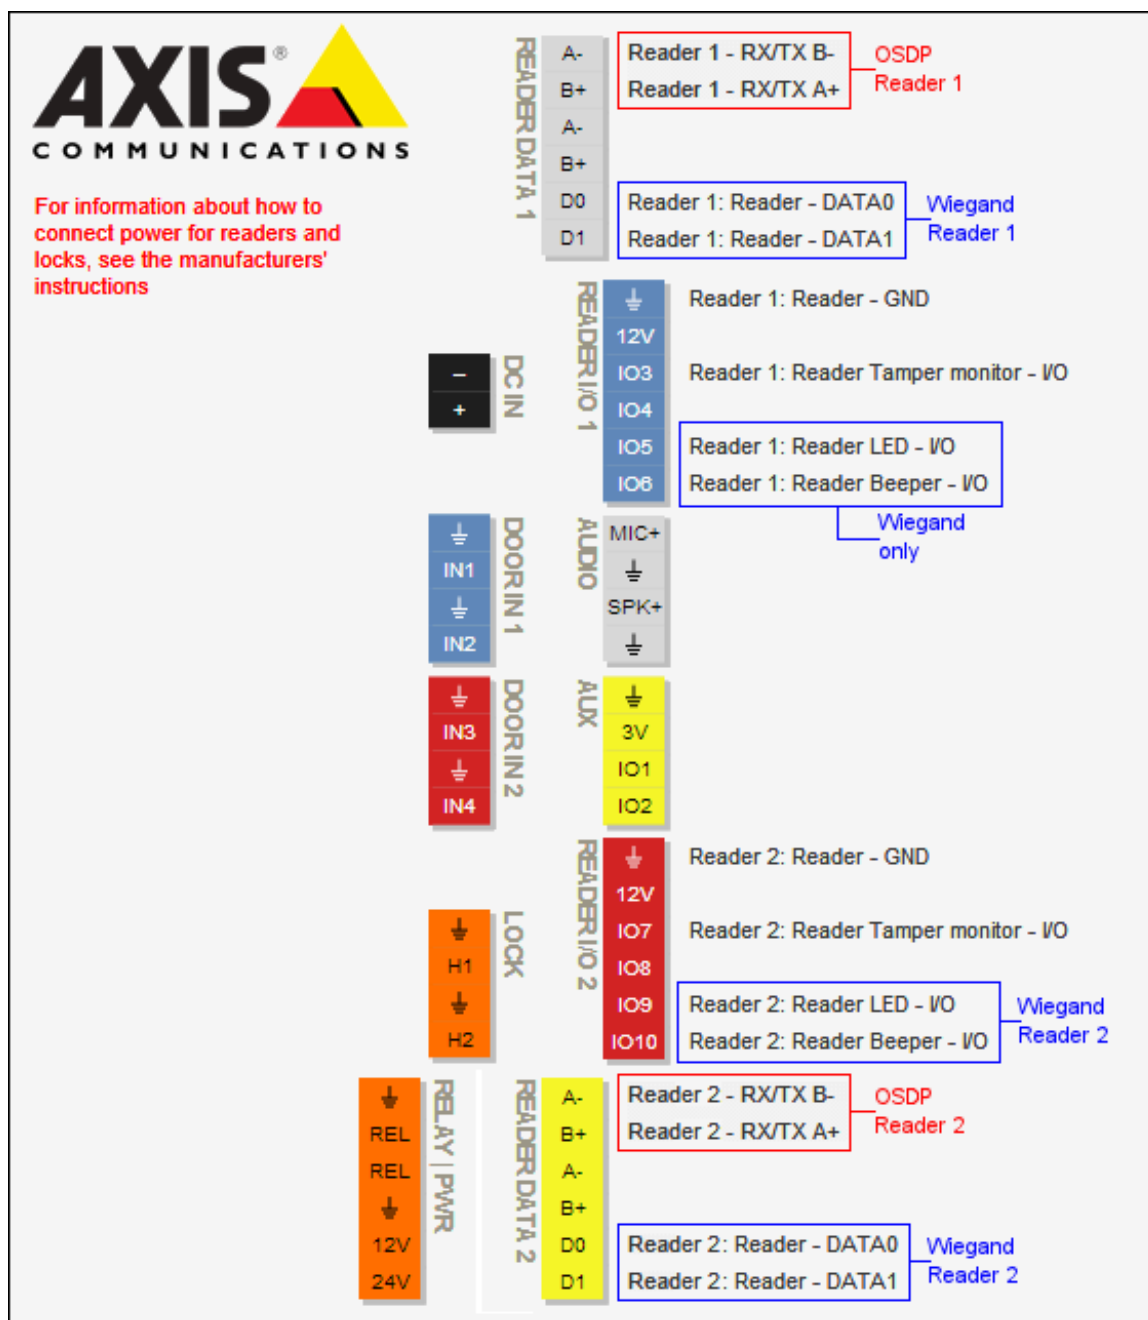 AXIS®
COMMUNICATIONS
For information about how to
connect power for readers and
locks, see the manufacturers'
instructions
READER DATA 1
A-
B+
A-
B+
D0
D1
Reader 1 - RX/TX B-
Reader 1 - RX/TX A+
OSDP
Reader 1
Reader 1: Reader - DATA0
Reader 1: Reader - DATA1
Wiegand
Reader 1
READER I/O 1
12V
IO3
IO4
IO5
IO6
Reader 1: Reader - GND
Reader 1: Reader Tamper monitor - I/O
Reader 1: Reader LED - I/O
Reader 1: Reader Beeper - I/O
Wiegand
only
–
+
DC IN
IN1
IN2
DOOR IN 1
AUDIO
MIC+
SPK+
IN3
IN4
DOOR IN 2
AUX
3V
IO1
IO2
READER I/O 2
12V
IO7
IO8
IO9
IO10
Reader 2: Reader - GND
Reader 2: Reader Tamper monitor - I/O
Reader 2: Reader LED - I/O
Reader 2: Reader Beeper - I/O
Wiegand
Reader 2
H1
H2
LOCK
REL
REL
12V
24V
RELAY | PWR
READER DATA 2
A-
B+
A-
B+
D0
D1
Reader 2 - RX/TX B-
Reader 2 - RX/TX A+
OSDP
Reader 2
Reader 2: Reader - DATA0
Reader 2: Reader - DATA1
Wiegand
Reader 2